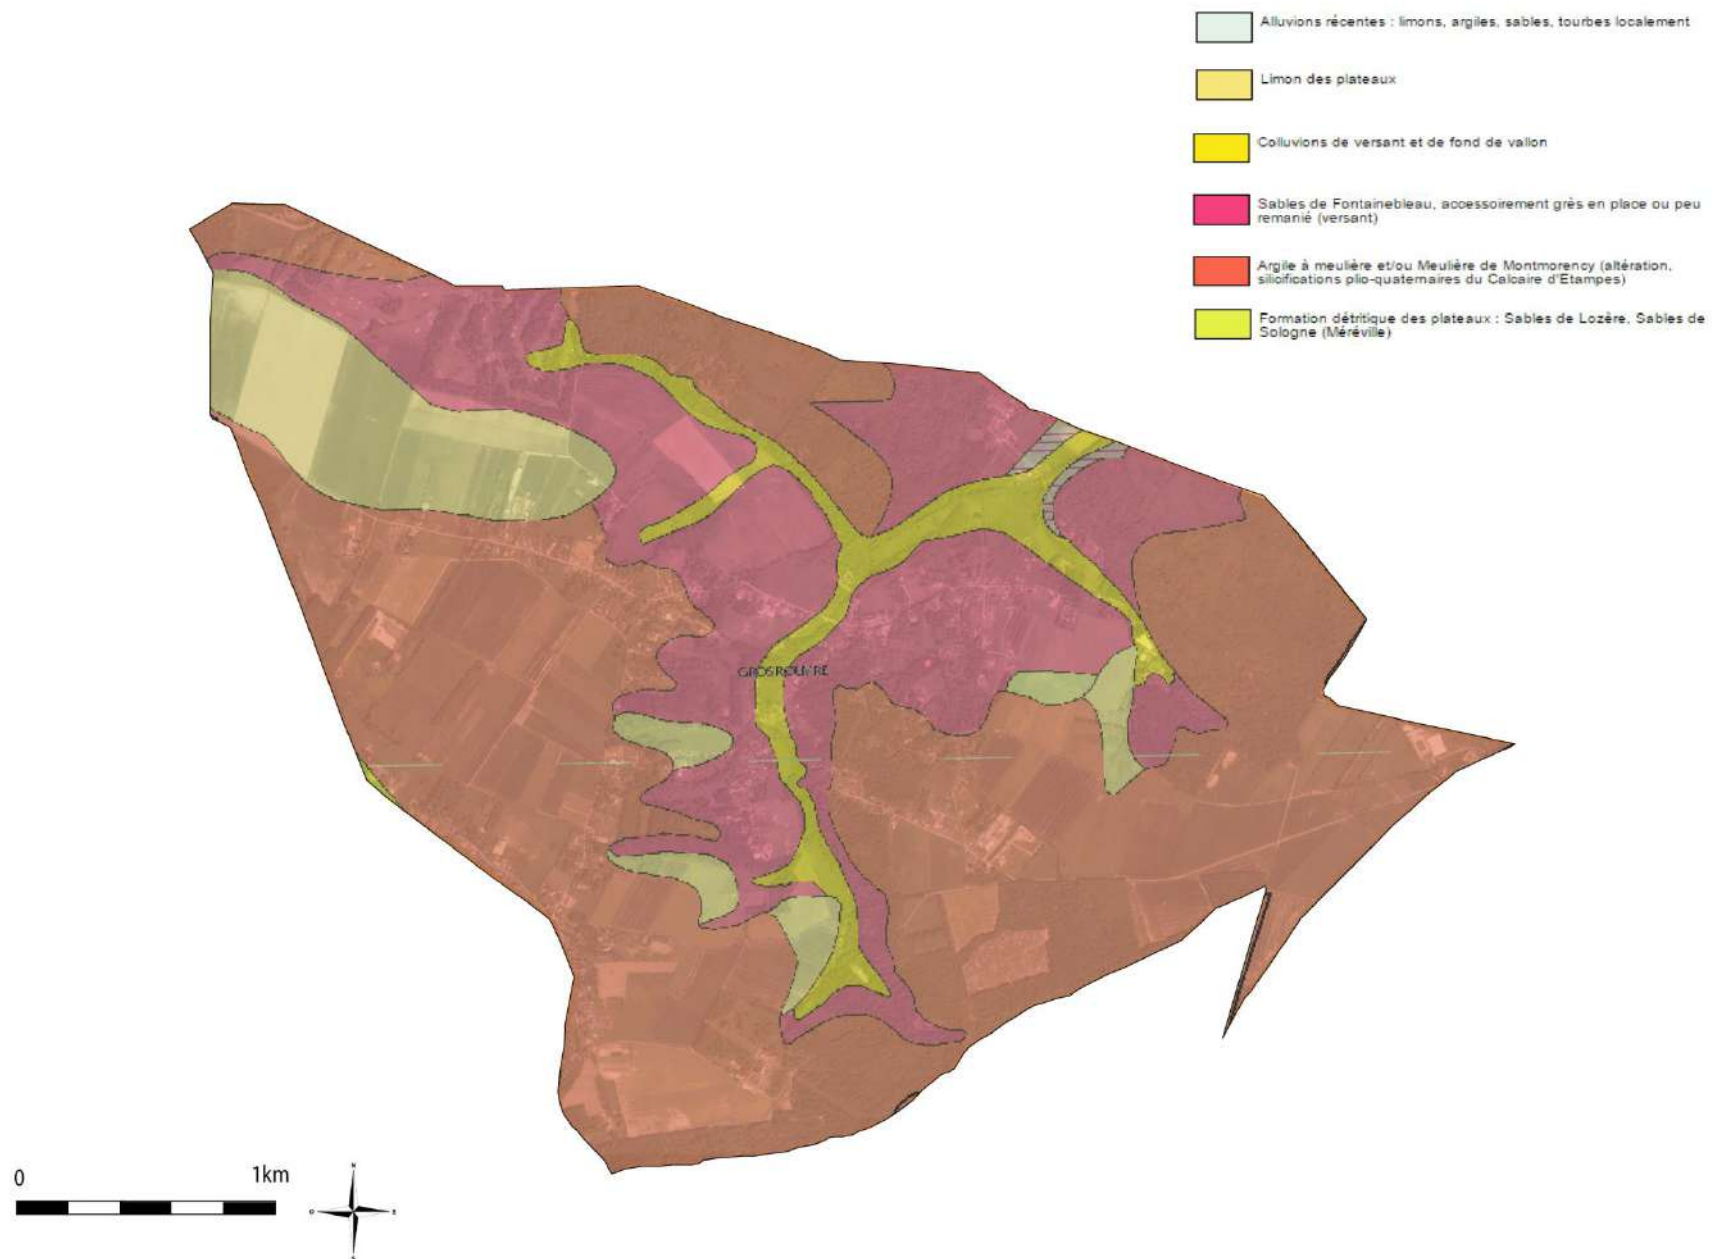 Alluvions récentes : limons, argiles, sables, tourbes localement
Limon des plateaux
Colluvions de versant et de fond de vallon
Sables de Fontainebleau, accessoirement grès en place ou peu
remanié (versant)
Argile à meulière et/ou Meulière de Montmorency (altération,
silicifications plio-quaternaires du Calcaire d'Etampes)
Formation détritique des plateaux : Sables de Lozère, Sables de
Sologne (Méréville)
GROSROUVRE
0 1km
N
O E
S